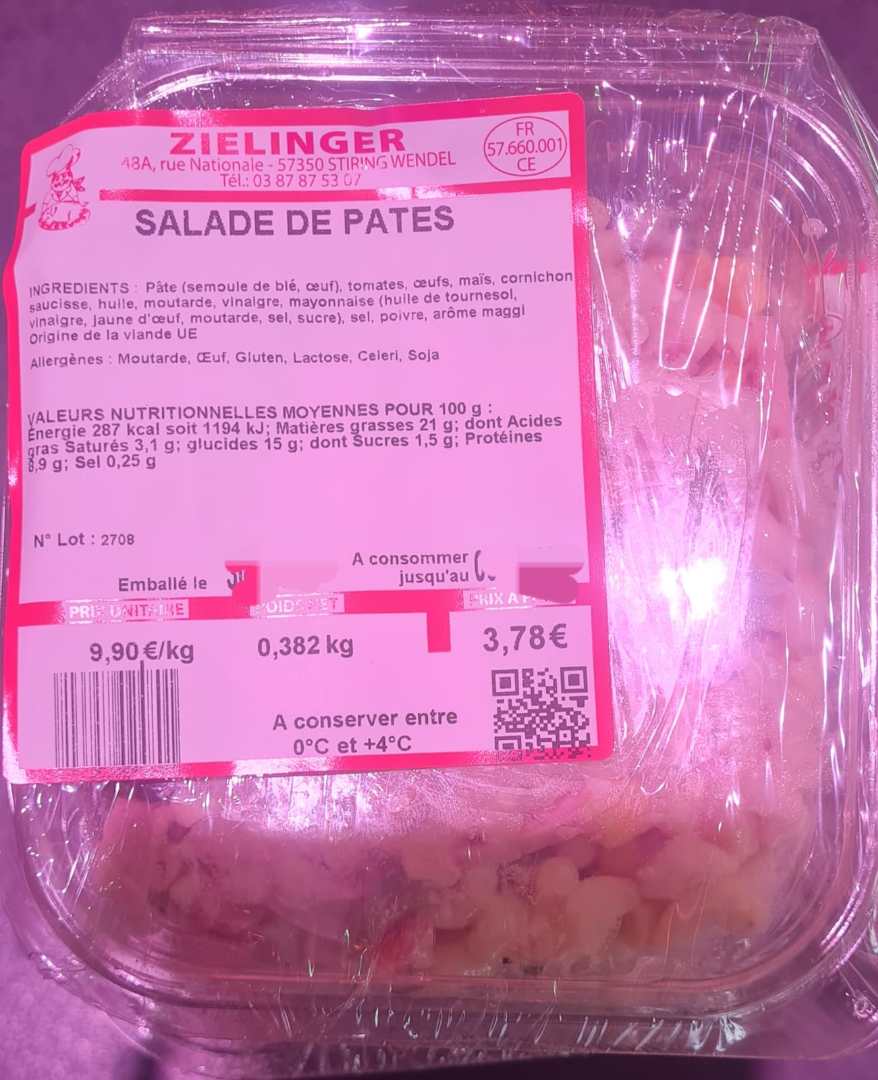 ZIELINGER
48A, rue Nationale - 57350 STIRING WENDEL
Tél.: 03 87 87 53 07
FR
57.660.001
CE
SALADE DE PATES
INGREDIENTS : Pâte (semoule de blé, œuf), tomates, œufs, maïs, cornichon
saucisse, huile, moutarde, vinaigre, mayonnaise (huile de tournesol,
vinaigre, jaune d'œuf, moutarde, sel, sucre), sel, poivre, arôme maggi
Origine de la viande UE
Allergènes : Moutarde, Œuf, Gluten, Lactose, Celeri, Soja
VALEURS NUTRITIONNELLES MOYENNES POUR 100 g :
Énergie 287 kcal soit 1194 kJ; Matières grasses 21 g; dont Acides
gras Saturés 3,1 g; glucides 15 g; dont Sucres 1,5 g; Protéines
8,9 g; Sel 0,25 g
N° Lot : 2708
Emballé le
A consommer
jusqu'au
PRIX UNITAIRE
POIDS NET
PRIX A
9,90 €/kg
0,382 kg
3,78€
A conserver entre
0°C et +4°C